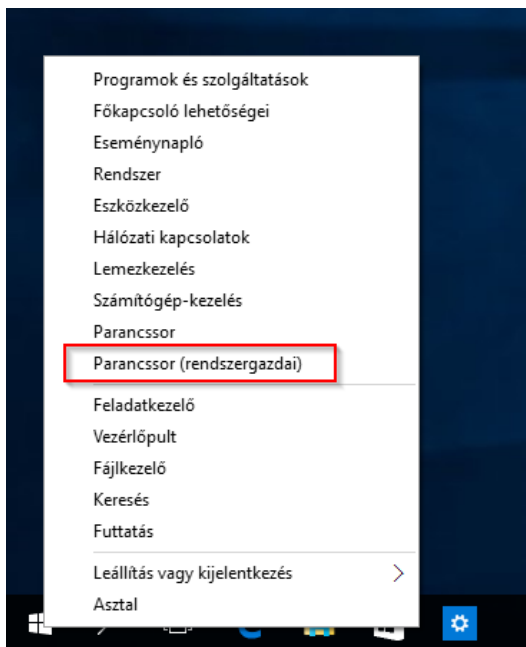 Programok és szolgáltatások
Főkapcsoló lehetőségei
Eseménynapló
Rendszer
Eszközkezelő
Hálózati kapcsolatok
Lemezkezelés
Számítógép-kezelés
Parancssor
Parancssor (rendszergazdai)
Feladatkezelő
Vezérlőpult
Fájlkezelő
Keresés
Futtatás
Leállítás vagy kijelentkezés
Asztal